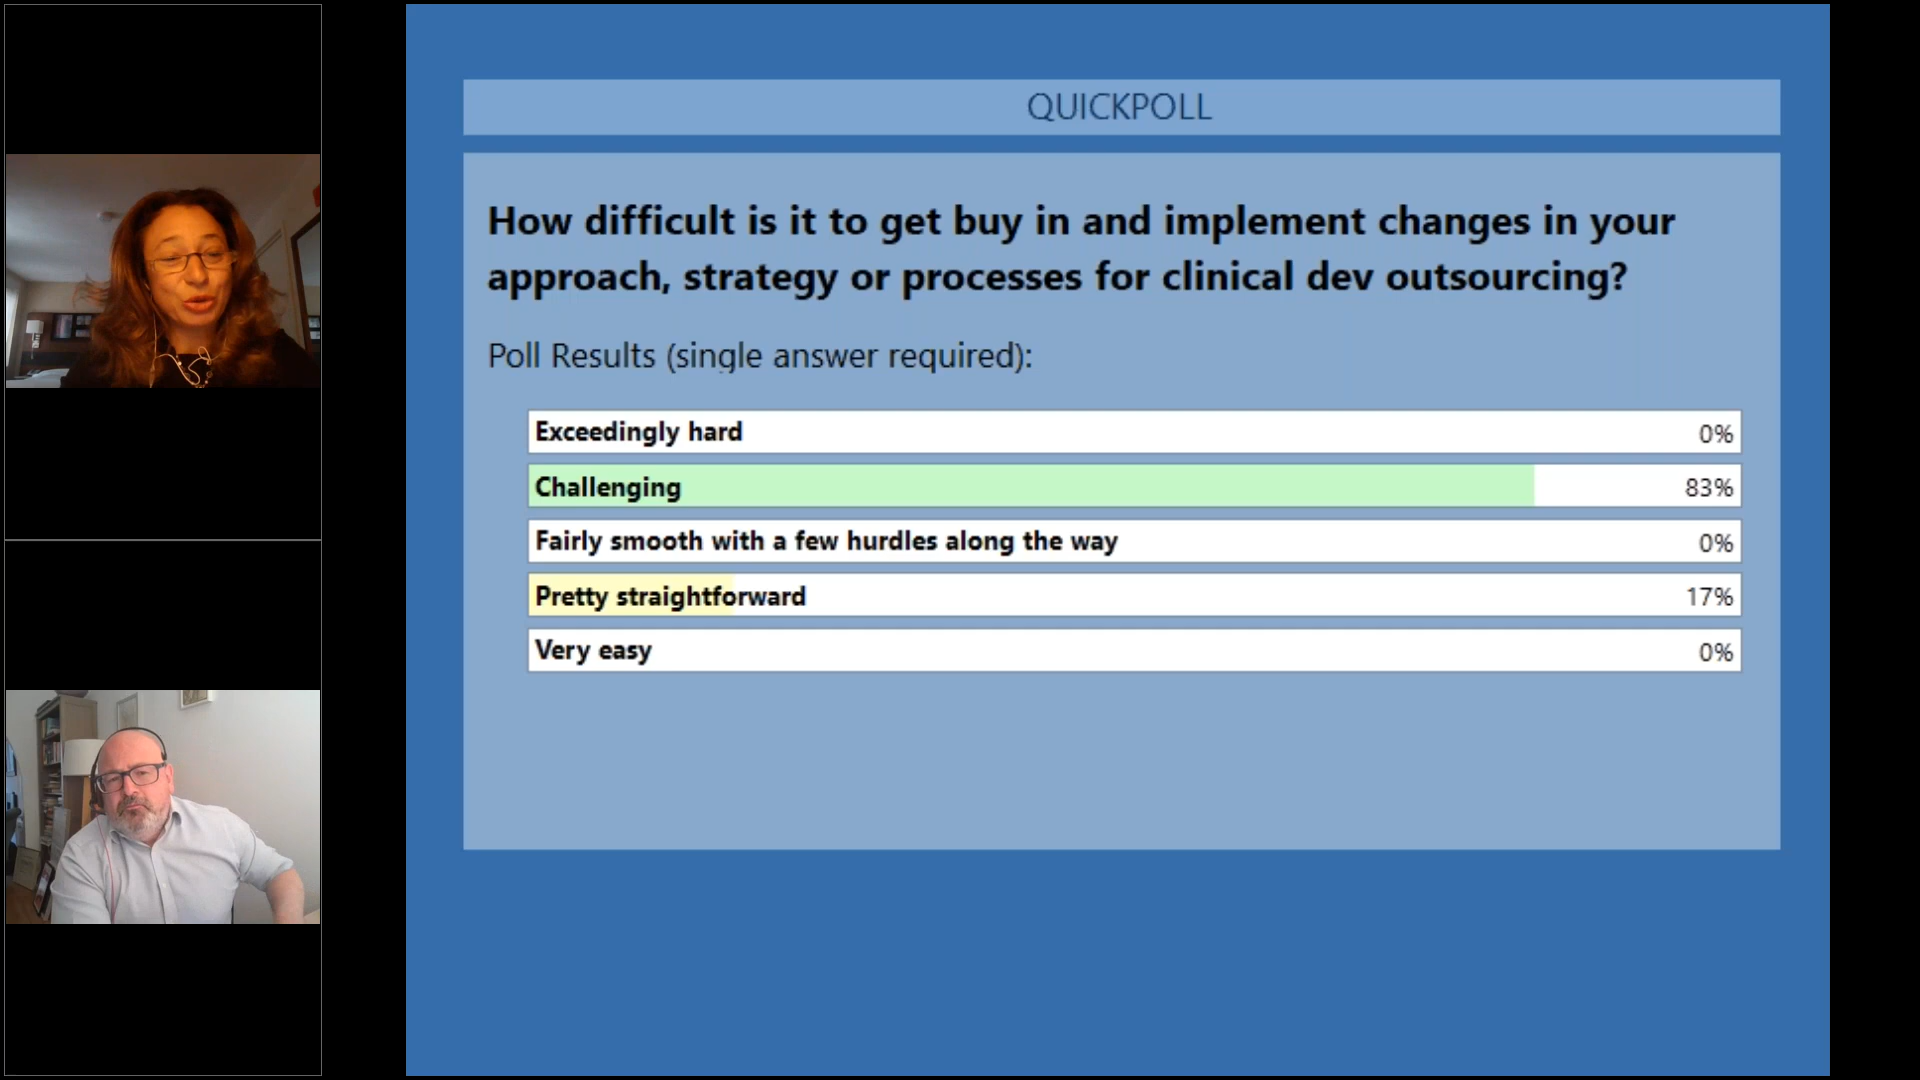 QUICKPOLL
How difficult is it to get buy in and implement changes in your
approach, strategy or processes for clinical dev outsourcing?
Poll Results (single answer required):
Exceedingly hard 0%
Challenging 83%
Fairly smooth with a few hurdles along the way 0%
Pretty straightforward 17%
Very easy 0%